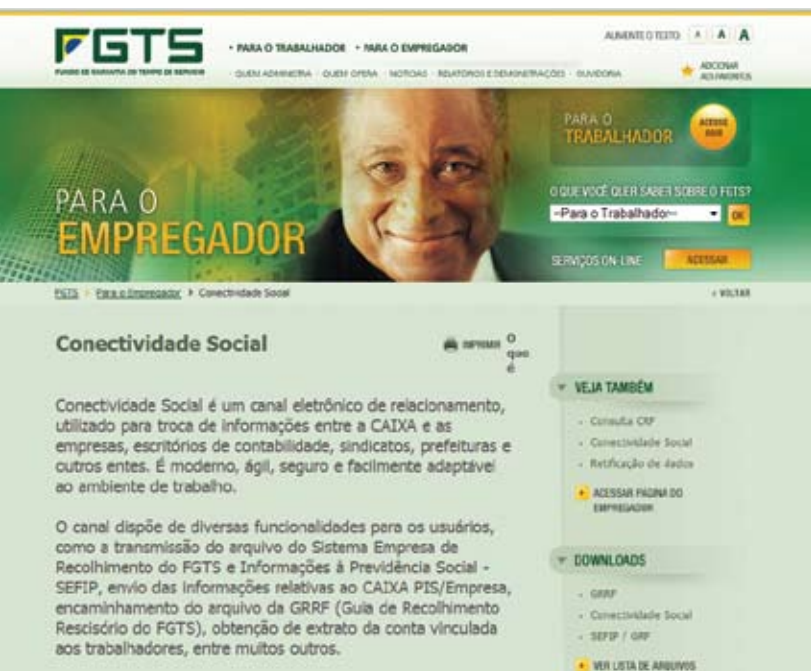 FGTS
FUNDO DE GARANTIA DO TEMPO DE SERVIÇO
• PARA O TRABALHADOR • PARA O EMPREGADOR
AUMENTE O TEXTO A A A
QUEM ADMINISTRA QUEM OPERA NOTÍCIAS RELATÓRIOS E DEMONSTRAÇÕES OUVIDORIA
ADICIONAR
AOS FAVORITOS
PARA O
TRABALHADOR
ACESSE
AQUI
PARA O
EMPREGADOR
O QUE VOCÊ QUER SABER SOBRE O FGTS?
--Para o Trabalhador--
OK
SERVIÇOS ON-LINE
ACESSAR
FGTS Para o Empregador Conectividade Social
VOLTAR
Conectividade Social
IMPRIMIR
O
que
é
Conectividade Social é um canal eletrônico de relacionamento,
utilizado para troca de informações entre a CAIXA e as
empresas, escritórios de contabilidade, sindicatos, prefeituras e
outros entes. É moderno, ágil, seguro e facilmente adaptável
ao ambiente de trabalho.
O canal dispõe de diversas funcionalidades para os usuários,
como a transmissão do arquivo do Sistema Empresa de
Recolhimento do FGTS e Informações à Previdência Social -
SEFIP, envio das informações relativas ao CAIXA PIS/Empresa,
encaminhamento do arquivo da GRRF (Guia de Recolhimento
Rescisório do FGTS), obtenção de extrato da conta vinculada
aos trabalhadores, entre muitos outros.
VEJA TAMBÉM
Consulta CRF
Conectividade Social
Retificação de dados
ACESSAR PÁGINA DO
EMPREGADOR
DOWNLOADS
GRRF
Conectividade Social
SEFIP / GRF
VER LISTA DE ARQUIVOS